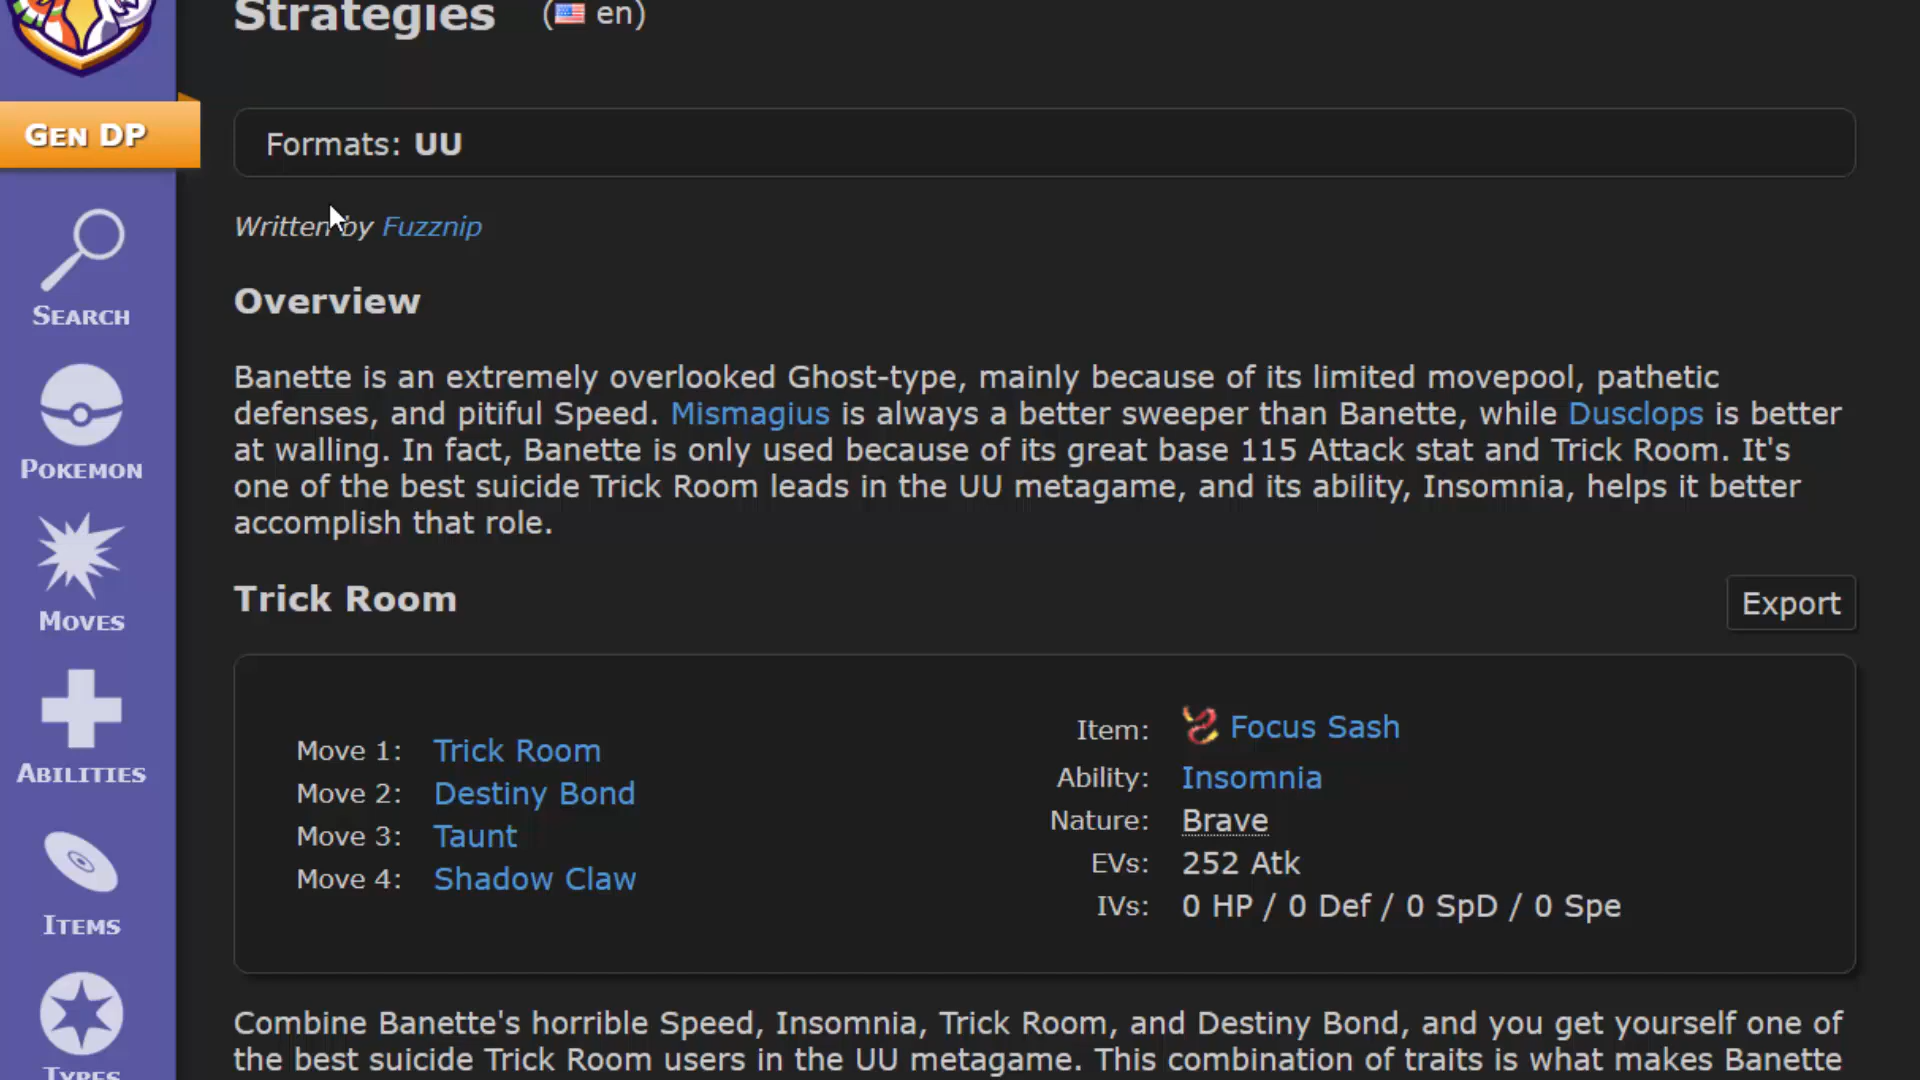 Strategies (en)
GEN DP
Formats: UU
Written by Fuzznip
SEARCH
Overview
Banette is an extremely overlooked Ghost-type, mainly because of its limited movepool, pathetic
defenses, and pitiful Speed. Mismagius is always a better sweeper than Banette, while Dusclops is better
at walling. In fact, Banette is only used because of its great base 115 Attack stat and Trick Room. It's
one of the best suicide Trick Room leads in the UU metagame, and its ability, Insomnia, helps it better
accomplish that role.
POKEMON
Trick Room
Export
MOVES
Move 1: Trick Room
Move 2: Destiny Bond
Move 3: Taunt
Move 4: Shadow Claw
Item: Focus Sash
Ability: Insomnia
Nature: Brave
EVs: 252 Atk
IVs: 0 HP / 0 Def / 0 SpD / 0 Spe
ABILITIES
ITEMS
TYPES
Combine Banette's horrible Speed, Insomnia, Trick Room, and Destiny Bond, and you get yourself one of
the best suicide Trick Room users in the UU metagame. This combination of traits is what makes Banette